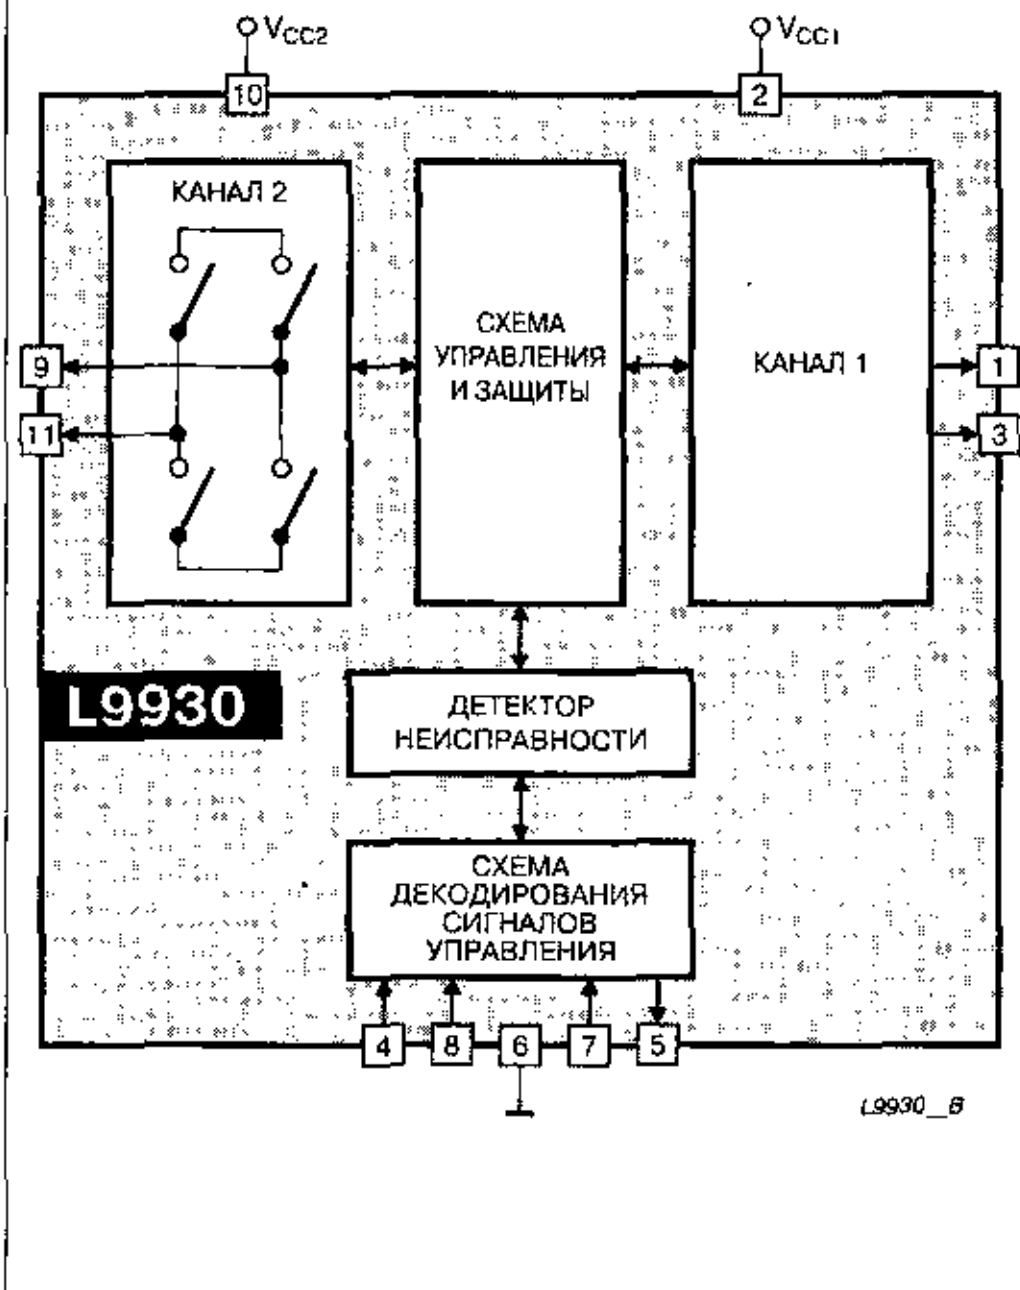 VCC2
VCC1
10
2
КАНАЛ 2
СХЕМА
УПРАВЛЕНИЯ
И ЗАЩИТЫ
КАНАЛ 1
9
1
11
3
L9930
ДЕТЕКТОР
НЕИСПРАВНОСТИ
СХЕМА
ДЕКОДИРОВАНИЯ
СИГНАЛОВ
УПРАВЛЕНИЯ
4
8
6
7
5
L9930__B